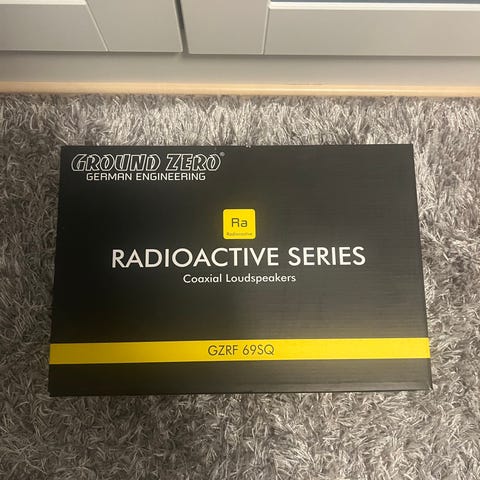 GROUND ZERO®
GERMAN ENGINEERING
Ra
Radioactive
RADIOACTIVE SERIES
Coaxial Loudspeakers
GZRF 69SQ